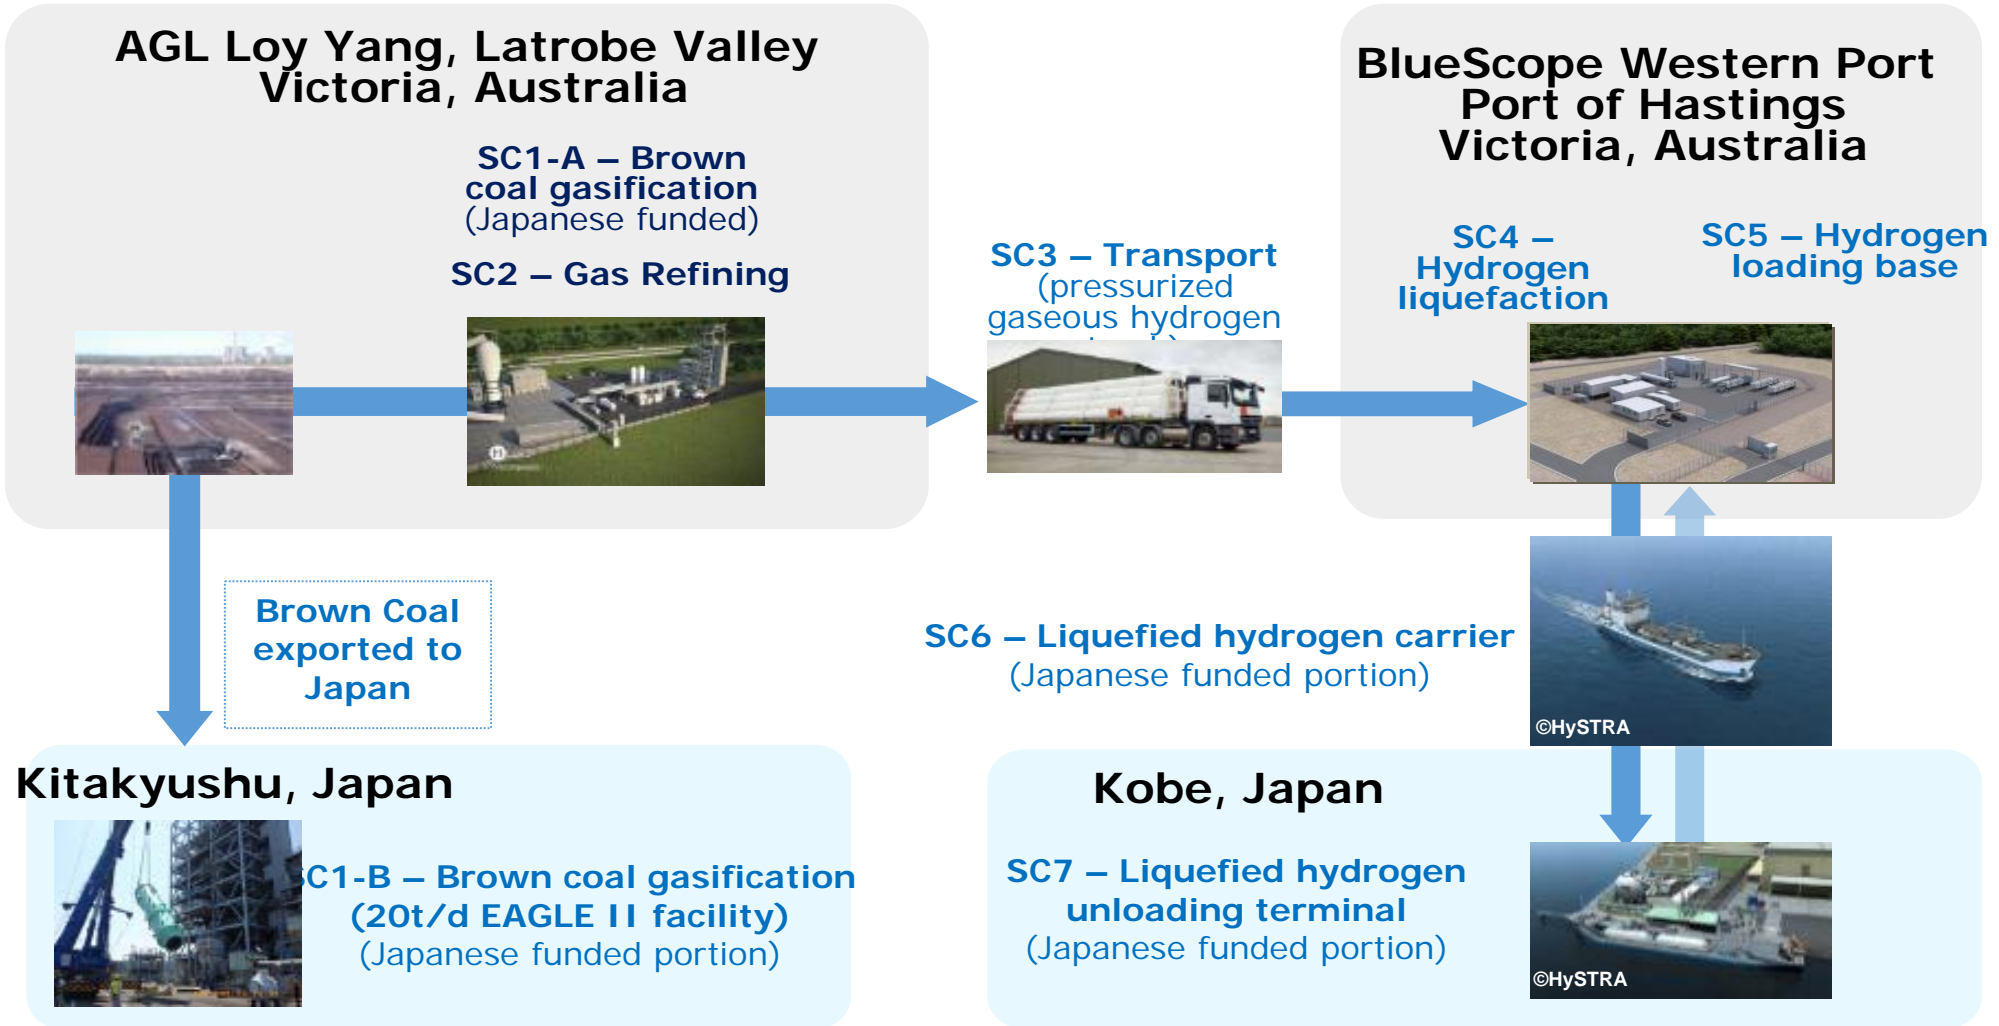 AGL Loy Yang, Latrobe Valley
Victoria, Australia
SC1-A – Brown
coal gasification
(Japanese funded)
SC2 – Gas Refining
SC3 – Transport
(pressurized
gaseous hydrogen
BlueScope Western Port
Port of Hastings
Victoria, Australia
SC4 –
Hydrogen
liquefaction
SC5 – Hydrogen
loading base
Brown Coal
exported to
Japan
SC6 – Liquefied hydrogen carrier
(Japanese funded portion)
©HySTRA
Kitakyushu, Japan
SC1-B – Brown coal gasification
(20t/d EAGLE II facility)
(Japanese funded portion)
Kobe, Japan
SC7 – Liquefied hydrogen
unloading terminal
(Japanese funded portion)
©HySTRA